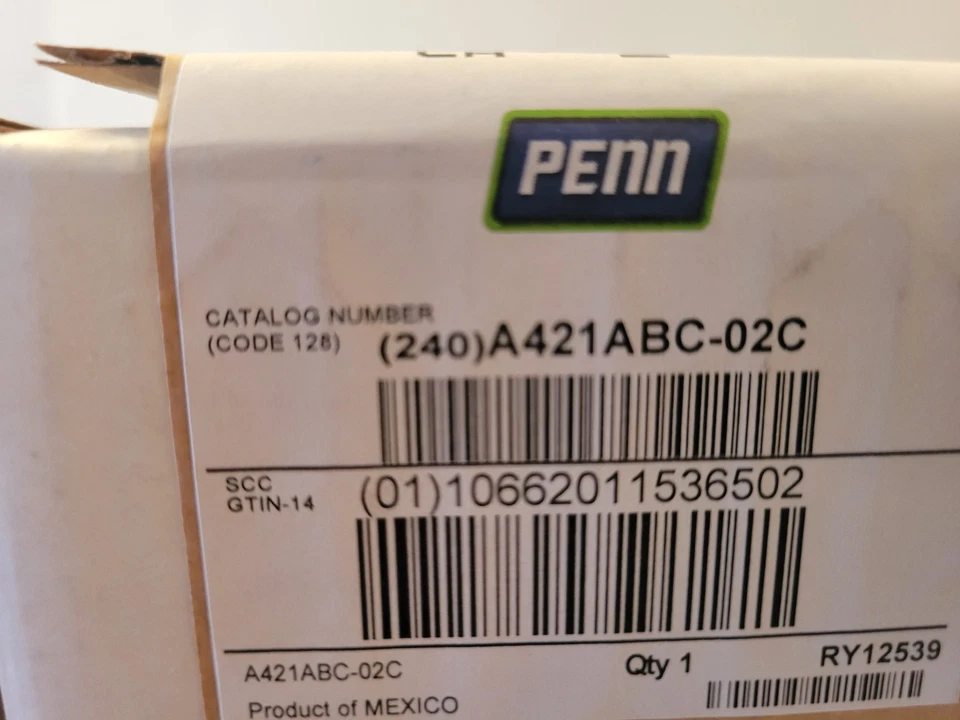 PENN
CATALOG NUMBER
(CODE 128)
(240)A421ABC-02C
SCC
GTIN-14
(01)10662011536502
A421ABC-02C
Qty 1
RY12539
Product of MEXICO